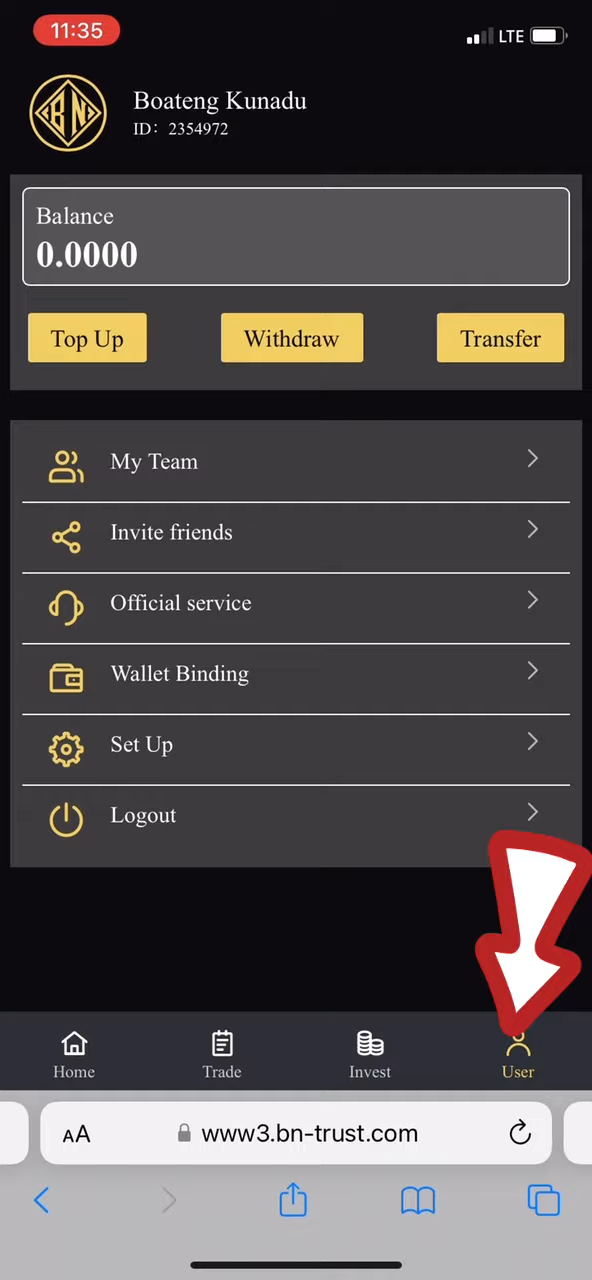 11:35
LTE
BN
Boateng Kunadu
ID： 2354972
Balance
0.0000
Top Up
Withdraw
Transfer
My Team
Invite friends
Official service
Wallet Binding
Set Up
Logout
Home
Trade
Invest
User
AA
www3.bn-trust.com